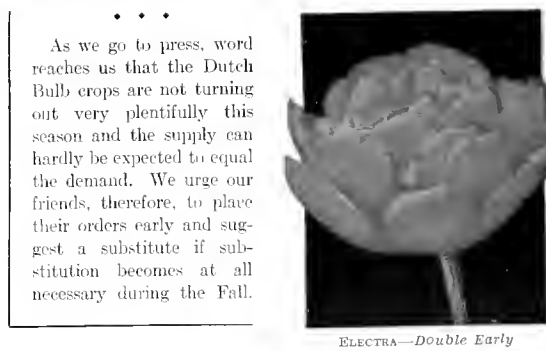 As we go to press, word
reaches us that the Dutch
Bulb crops are not turning
out very plentifully this
season and the supply can
hardly be expected to equal
the demand. We urge our
friends, therefore, to place
their orders early and sug-
gest a substitute if sub-
stitution becomes at all
necessary during the Fall.
ELECTRA—Double Early